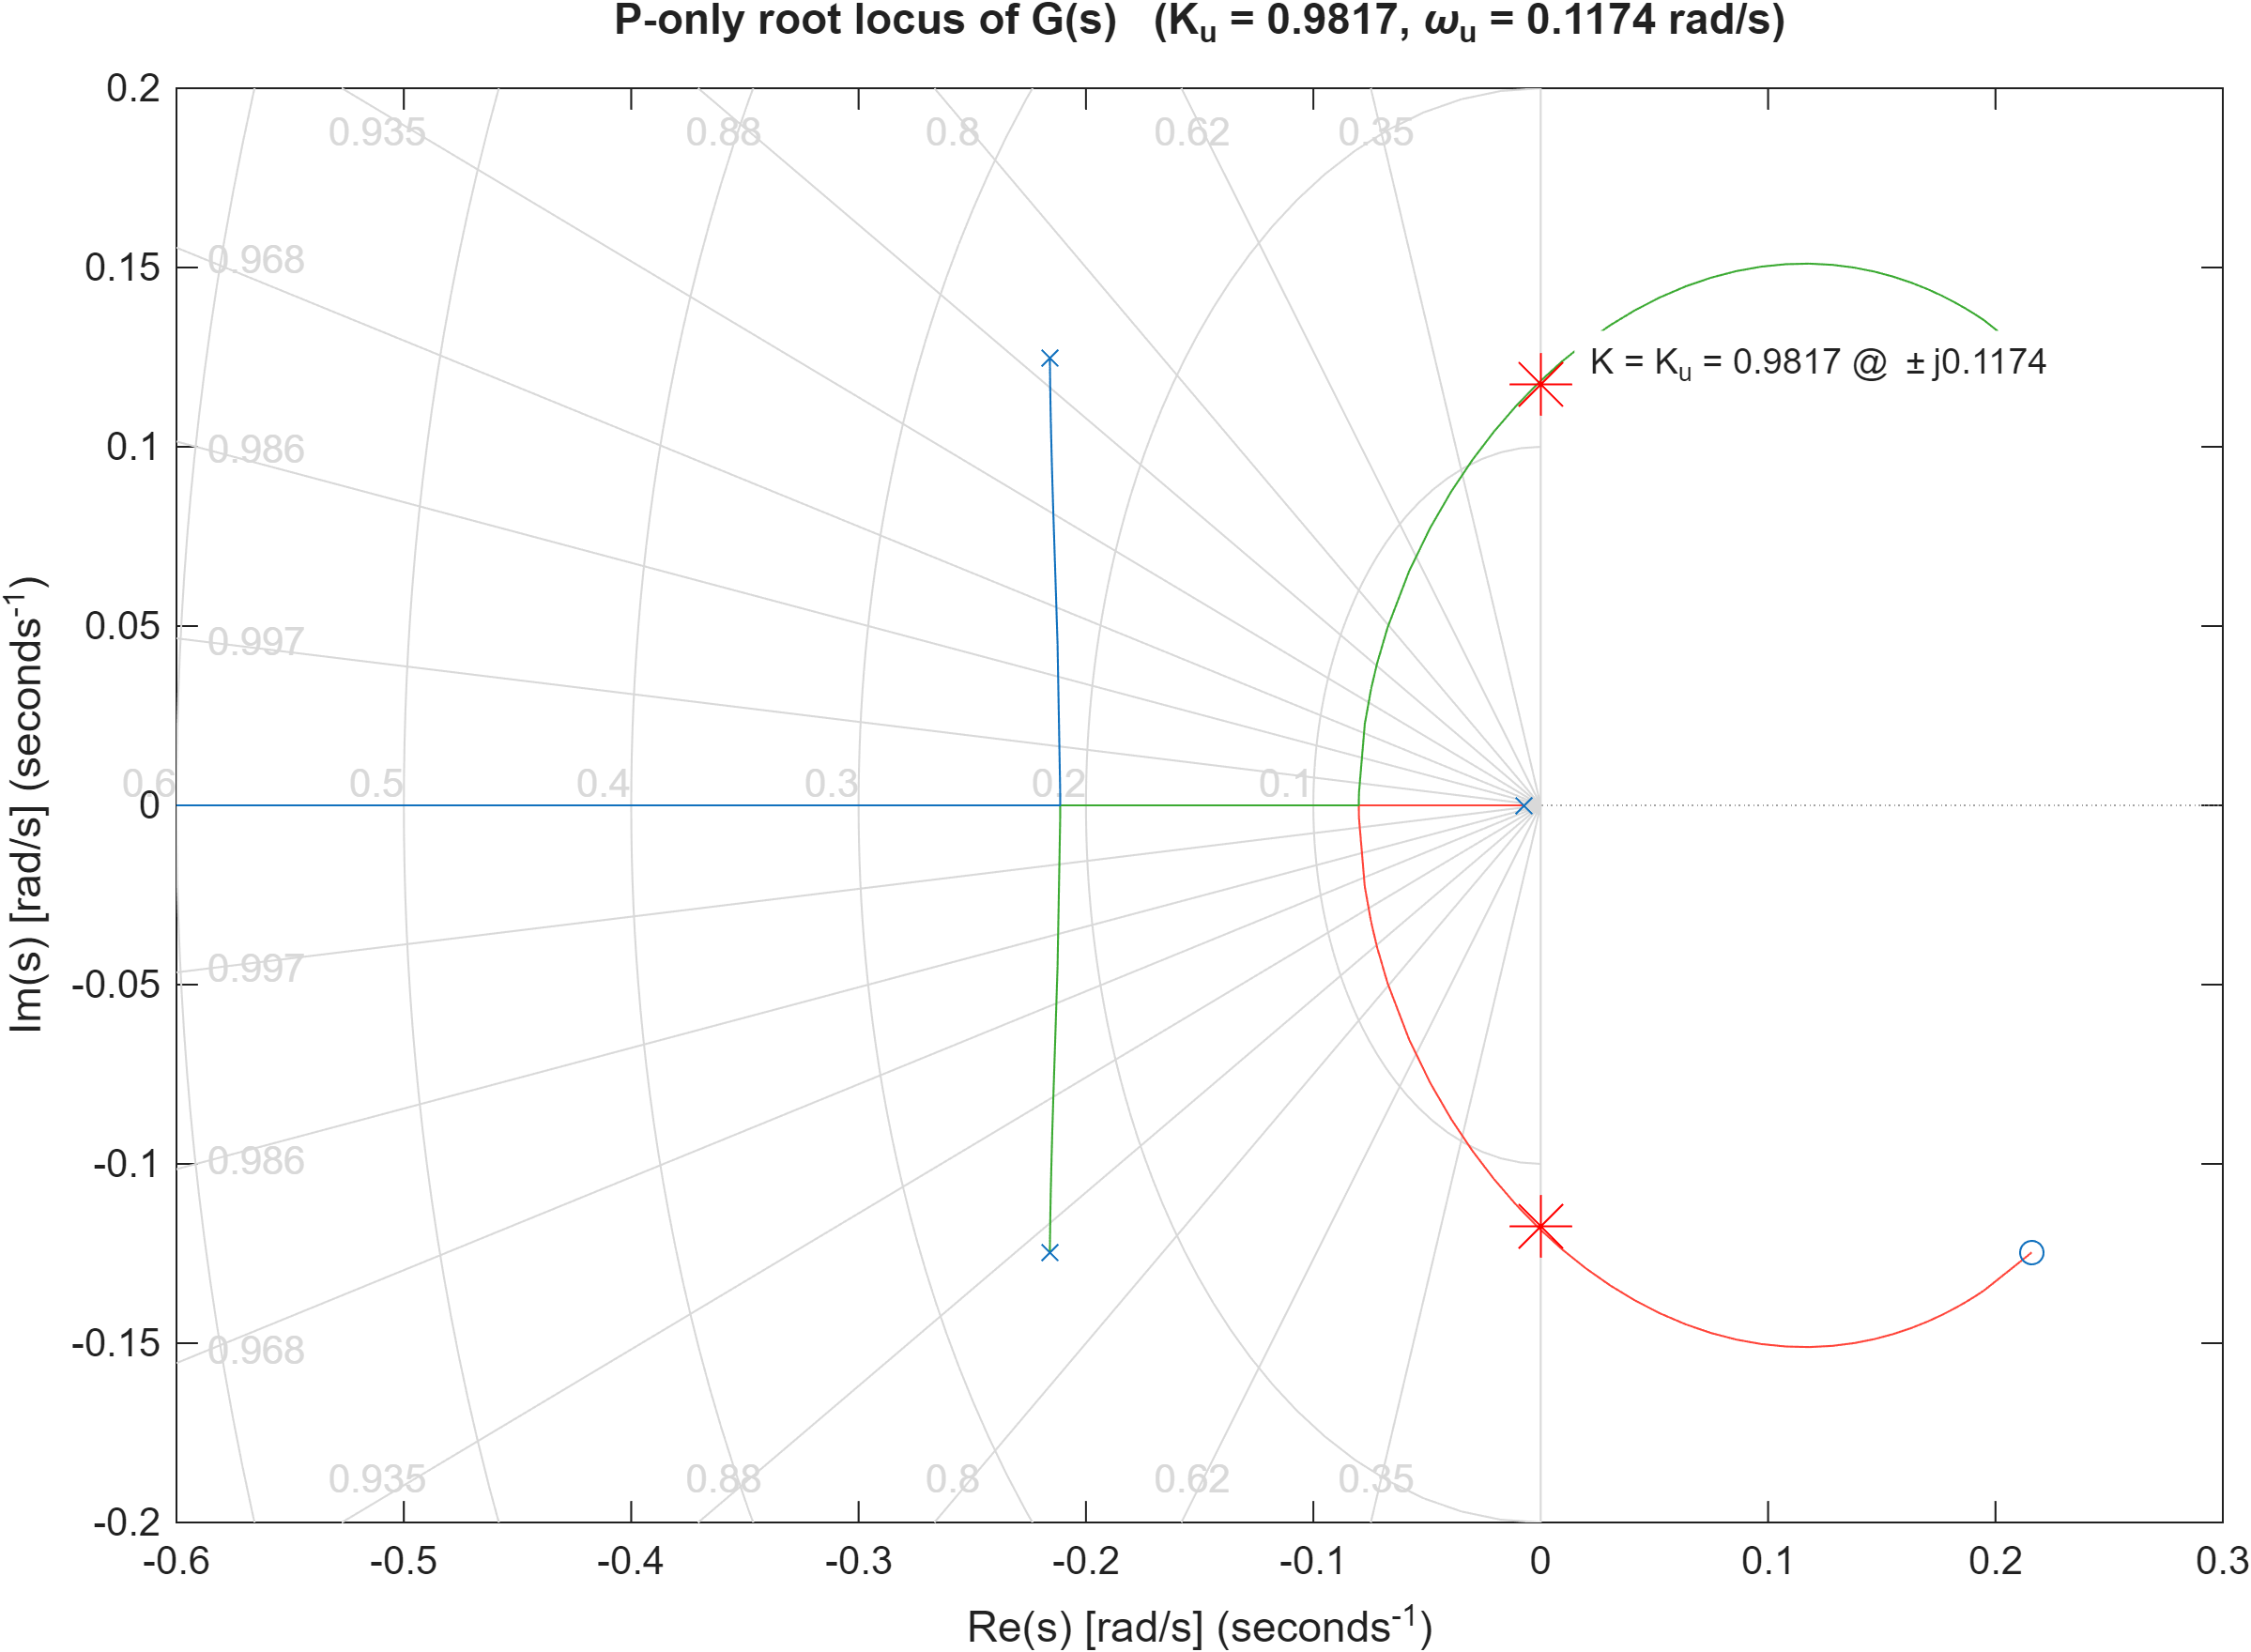 P-only root locus of G(s) (Ku = 0.9817, ωu = 0.1174 rad/s)
0.2
0.935 0.88 0.8 0.62 0.35
0.968
0.15
K = Ku = 0.9817 @ ± j0.1174
0.986
0.1
0.05
0.997
0.6 0.5 0.4 0.3 0.2 0.1
0
0.997
-0.05
0.986
-0.1
0.968
-0.15
0.935 0.88 0.8 0.62 0.35
-0.2
-0.6 -0.5 -0.4 -0.3 -0.2 -0.1 0 0.1 0.2 0.3
Re(s) [rad/s] (seconds-1)
Im(s) [rad/s] (seconds-1)